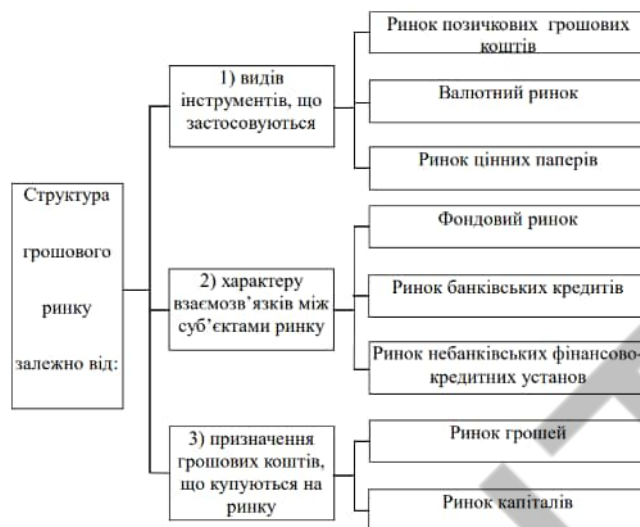 Структура
грошового
ринку
залежно від:
1) видів
інструментів, що
застосовуються
Ринок позичкових грошових
коштів
Валютний ринок
Ринок цінних паперів
2) характеру
взаємозв’язків між
суб’єктами ринку
Фондовий ринок
Ринок банківських кредитів
Ринок небанківських фінансово-
кредитних установ
3) призначення
грошових коштів,
що купуються на
ринку
Ринок грошей
Ринок капіталів